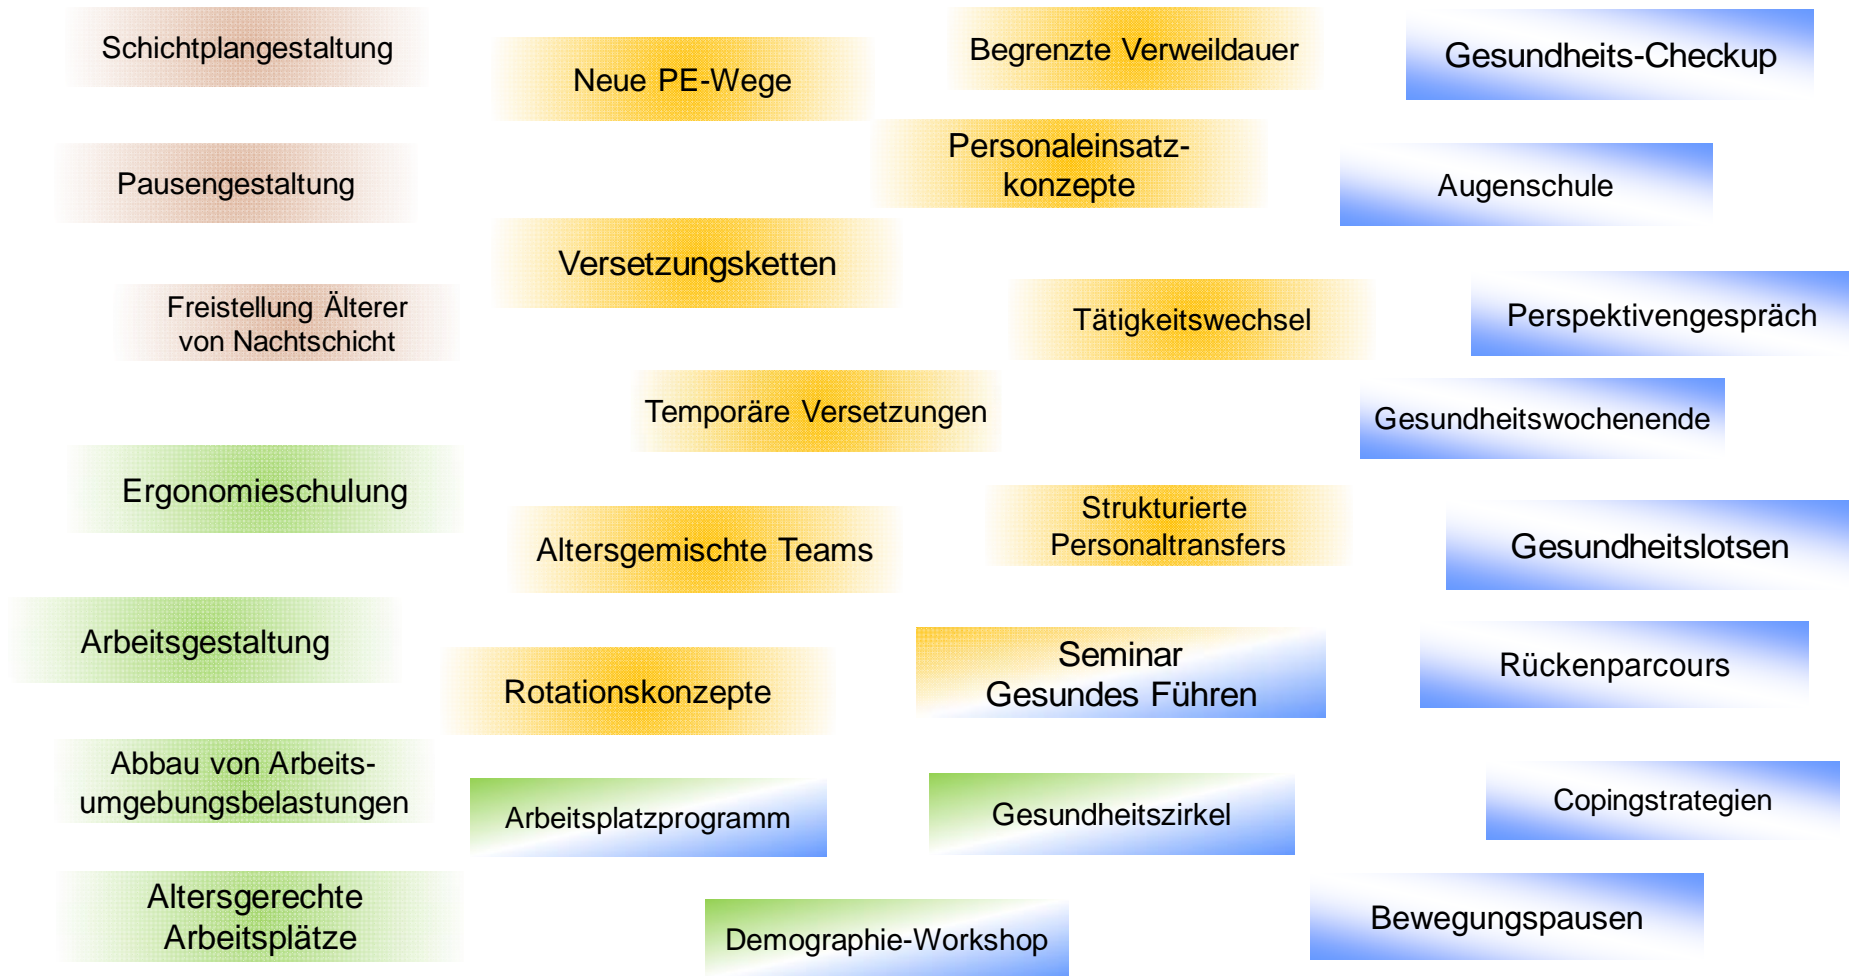 Schichtplangestaltung
Neue PE-Wege
Begrenzte Verweildauer
Gesundheits-Checkup
Pausengestaltung
Personaleinsatz-
konzepte
Augenschule
Versetzungsketten
Freistellung Älterer
von Nachtschicht
Tätigkeitswechsel
Perspektivengespräch
Temporäre Versetzungen
Gesundheitswochenende
Ergonomieschulung
Altersgemischte Teams
Strukturierte
Personaltransfers
Gesundheitslotsen
Arbeitsgestaltung
Rotationskonzepte
Seminar
Gesundes Führen
Rückenparcours
Abbau von Arbeits-
umgebungsbelastungen
Arbeitsplatzprogramm
Gesundheitszirkel
Copingstrategien
Altersgerechte
Arbeitsplätze
Demographie-Workshop
Bewegungspausen